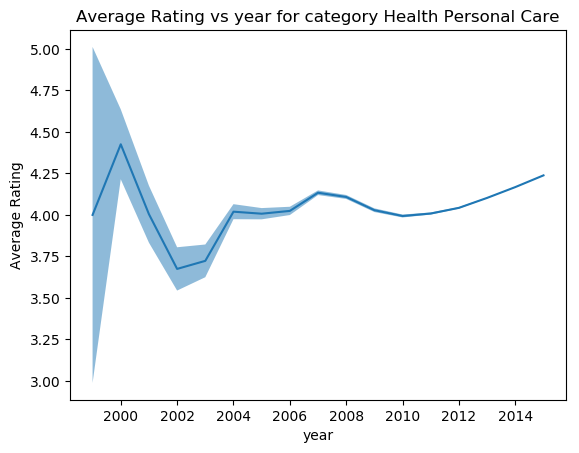 Average Rating vs year for category Health Personal Care
Average Rating
5.00
4.75
4.50
4.25
4.00
3.75
3.50
3.25
3.00
2000 2002 2004 2006 2008 2010 2012 2014
year